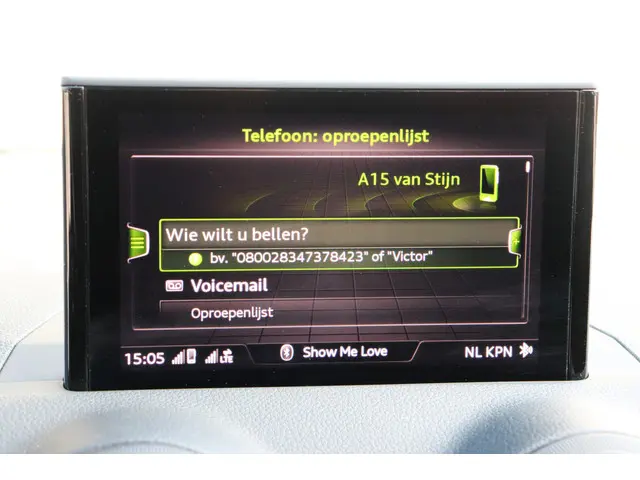 Telefoon: oproepenlijst
A15 van Stijn
Wie wilt u bellen?
bv. "080028347378423" of "Victor"
Voicemail
Oproepenlijst
15:05 LTE Show Me Love NL KPN